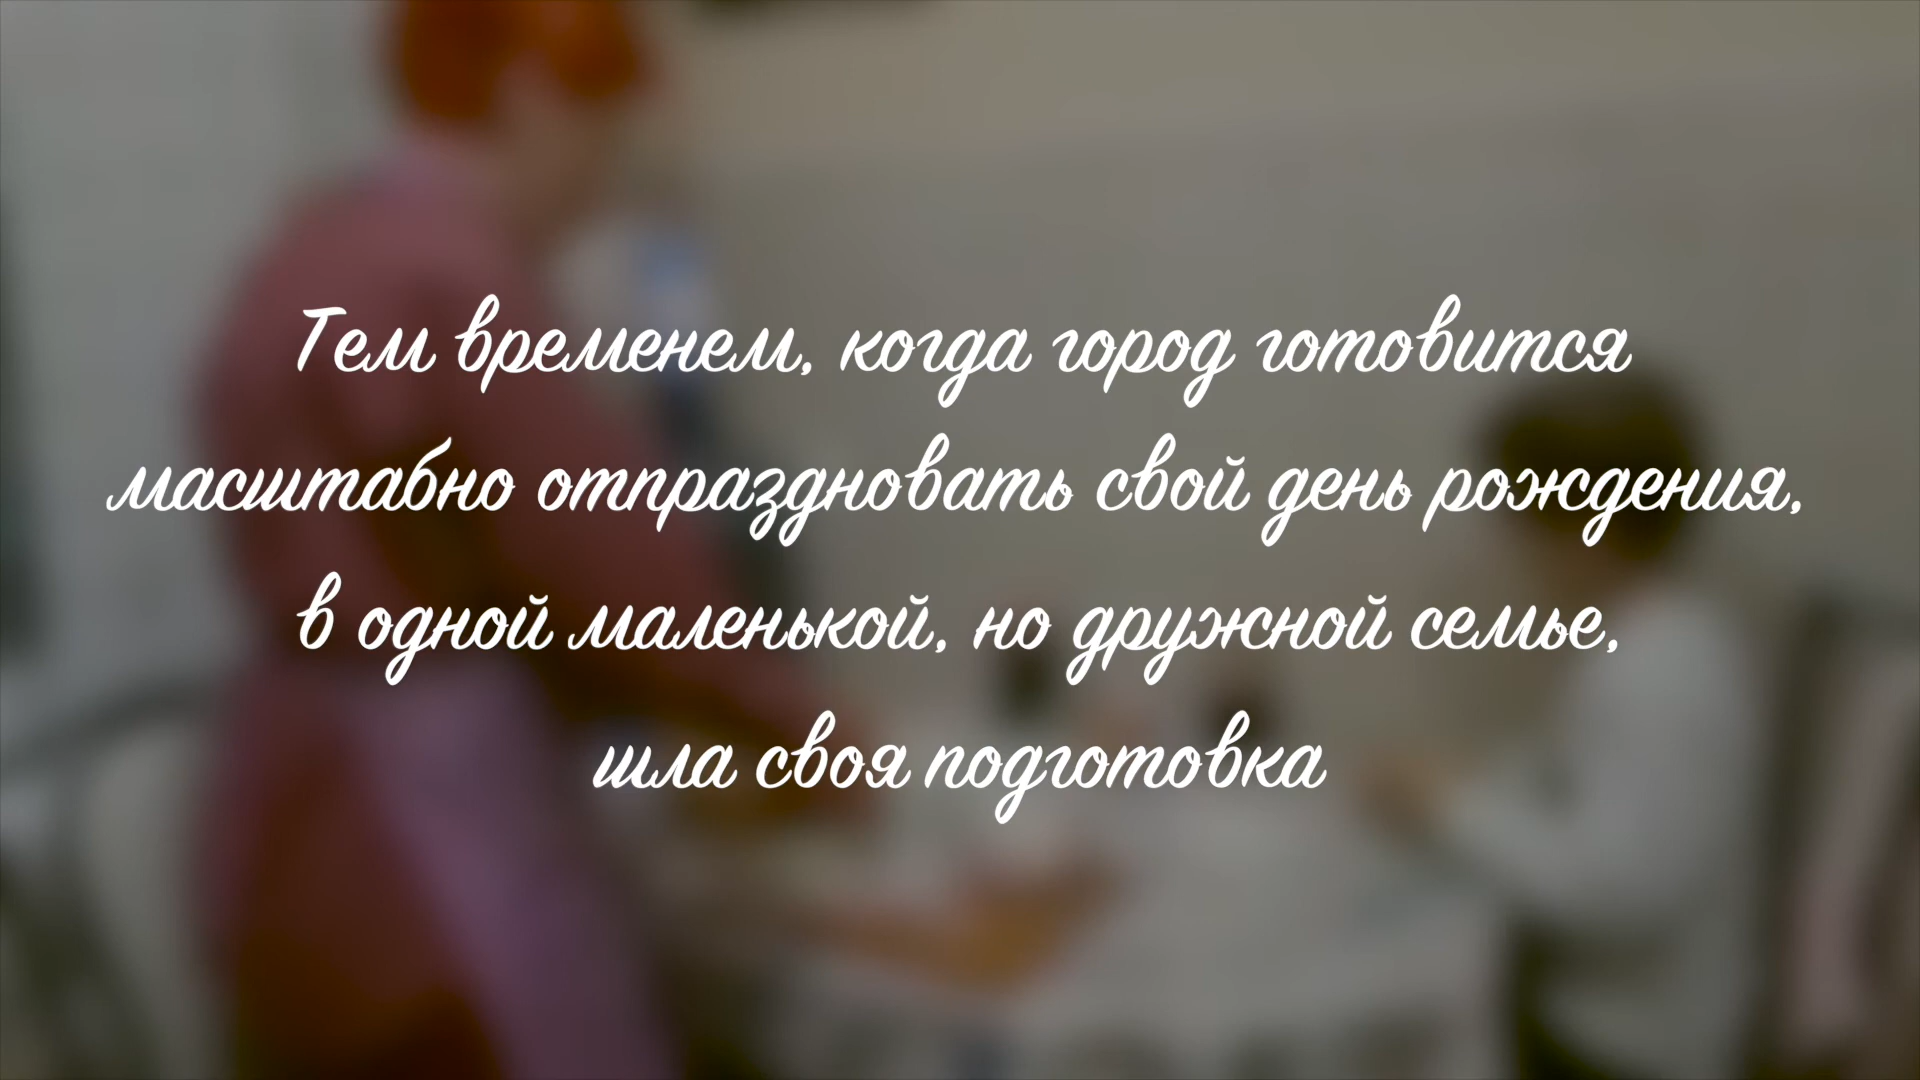 Тем временем, когда город готовится
масштабно отпраздновать свой день рождения,
в одной маленькой, но дружной семье,
шла своя подготовка